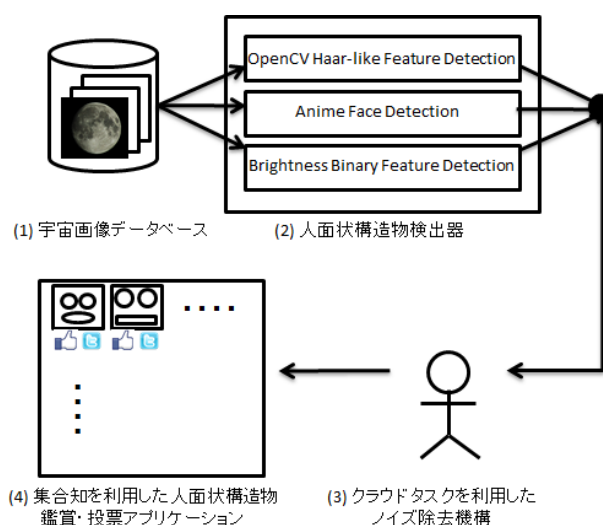 OpenCV Haar-like Feature Detection
Anime Face Detection
Brightness Binary Feature Detection
(1) 宇宙画像データベース
(2) 人面状構造物検出器
(4) 集合知を利用した人面状構造物
鑑賞・投票アプリケーション
(3) クラウドタスクを利用した
ノイズ除去機構